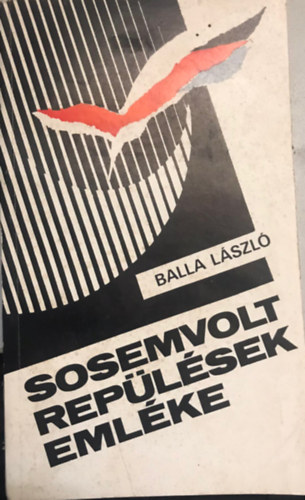 BALLA LÁSZLÓ
SOSEMVOLT
REPÜLÉSEK
EMLÉKE